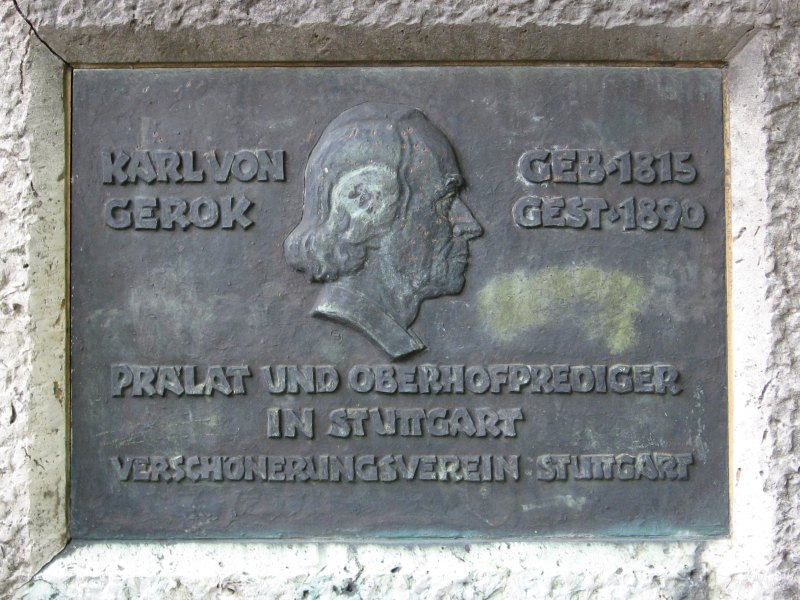 KARL VON
GEROK
GEB·1815
GEST·1890
PRÄLAT UND OBERHOFPREDIGER
IN STUTTGART
VERSCHÖNERUNGSVEREIN STUTTGART